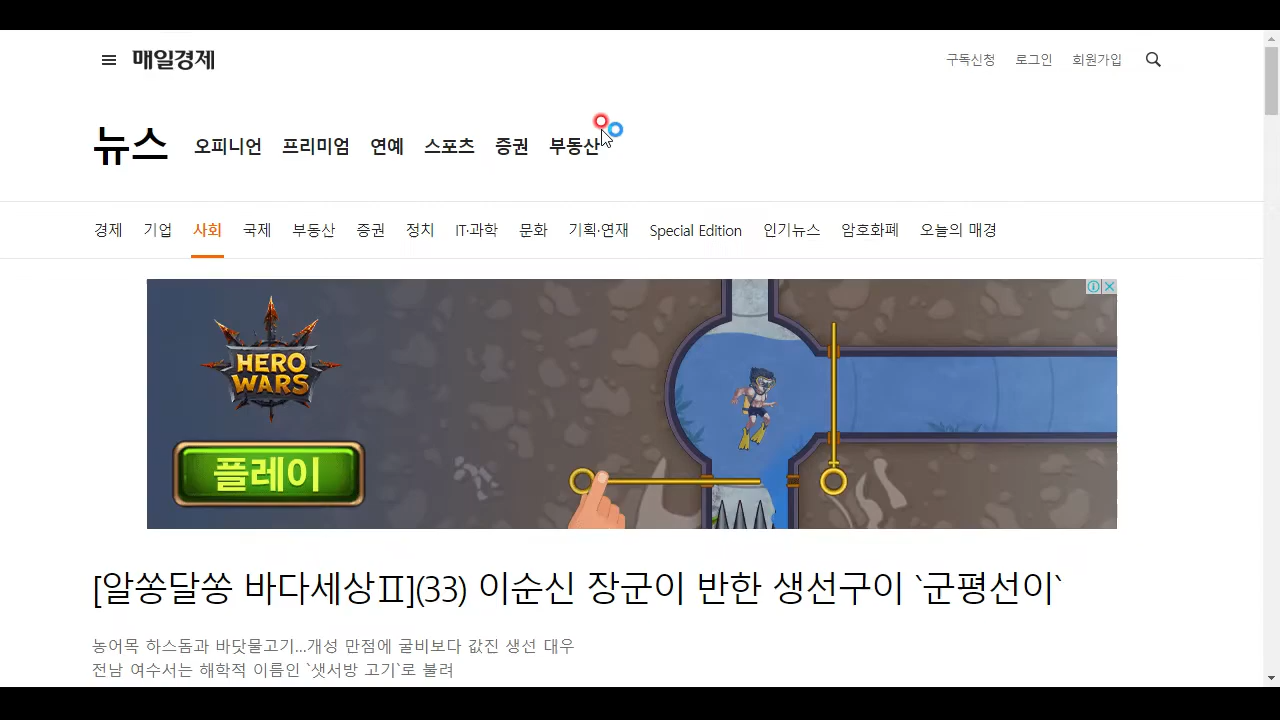 매일경제
구독신청 로그인 회원가입
뉴스 오피니언 프리미엄 연예 스포츠 증권 부동산
경제 기업 사회 국제 부동산 증권 정치 IT·과학 문화 기획·연재 Special Edition 인기뉴스 암호화폐 오늘의 매경
HERO
WARS
플레이
[알쏭달쏭 바다세상Ⅱ](33) 이순신 장군이 반한 생선구이 `군평선이`
농어목 하스돔과 바닷물고기…개성 만점에 굴비보다 값진 생선 대우
전남 여수서는 해학적 이름인 `샛서방 고기`로 불려